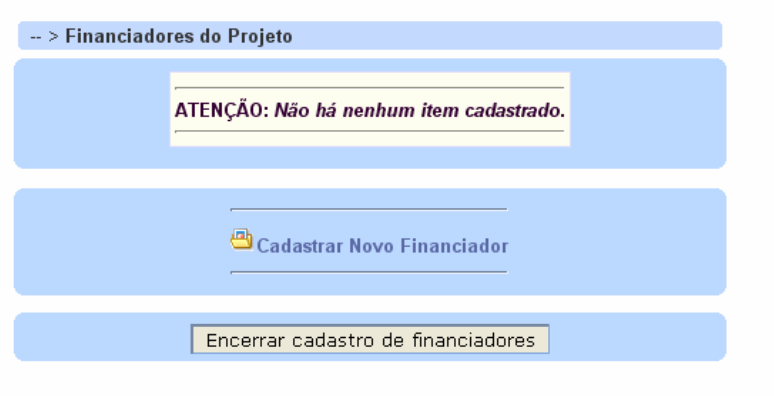 -- > Financiadores do Projeto
ATENÇÃO: Não há nenhum item cadastrado.
Cadastrar Novo Financiador
Encerrar cadastro de financiadores